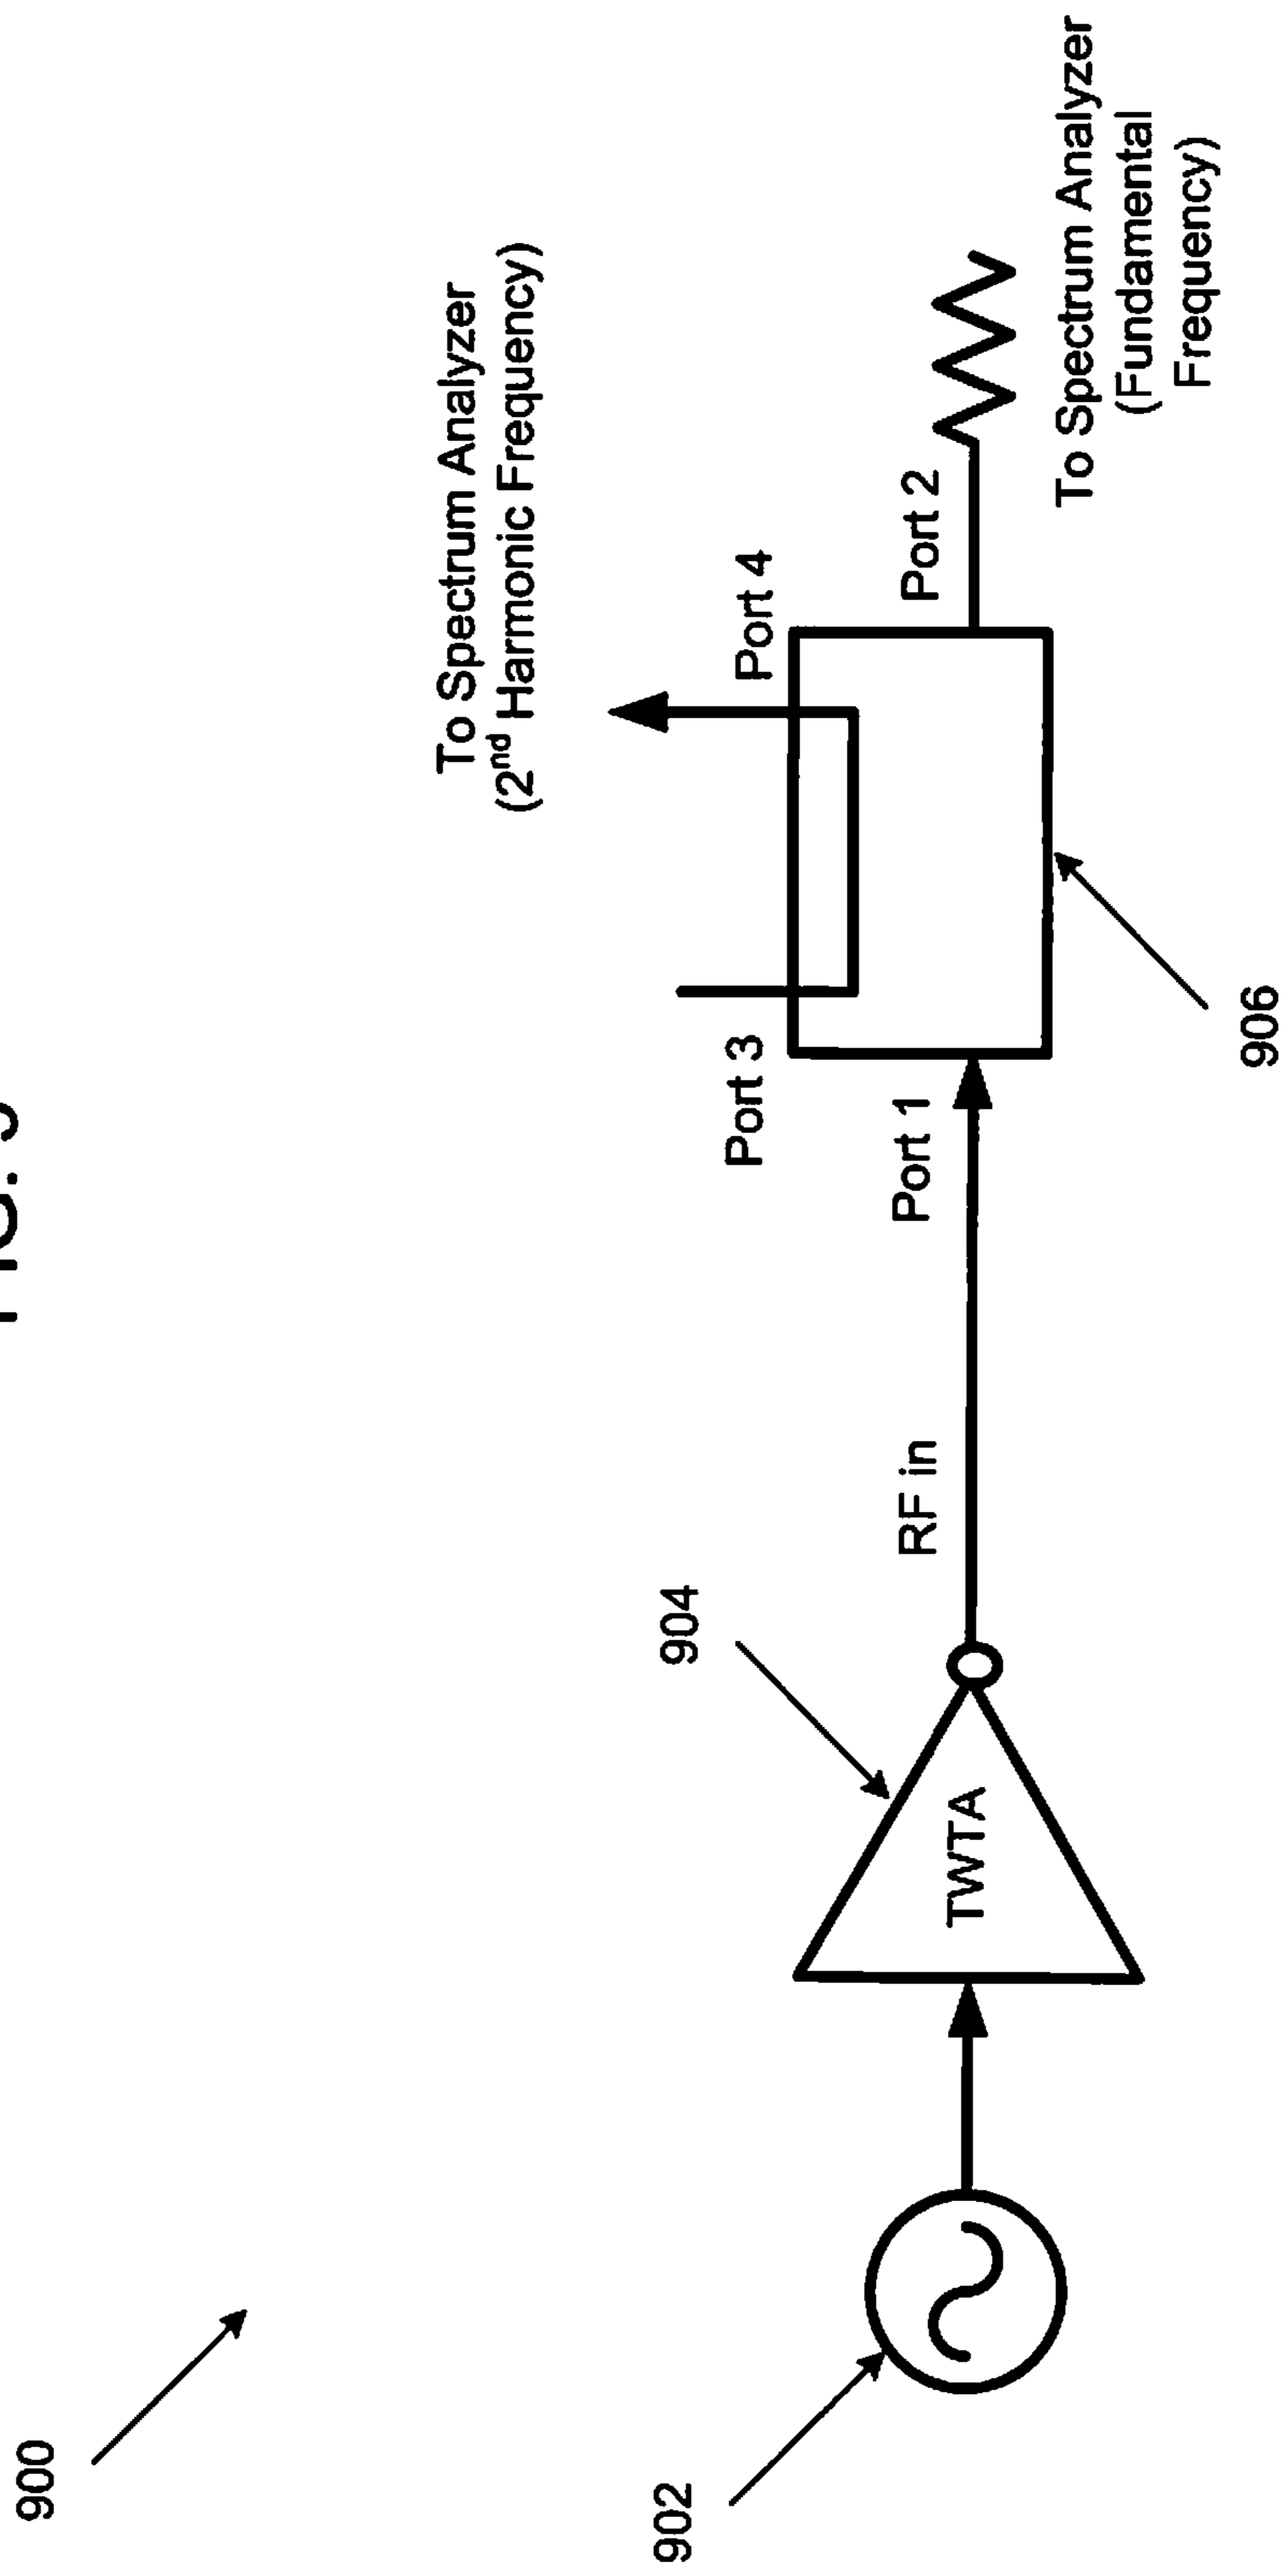 900
To Spectrum Analyzer
(2nd Harmonic Frequency)
902
904
TWTA
RF in
Port 1
Port 3
Port 4
Port 2
906
To Spectrum Analyzer
(Fundamental
Frequency)